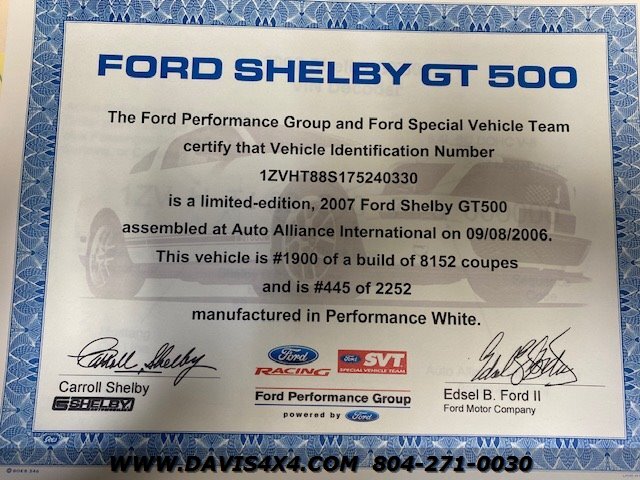 FORD SHELBY GT 500
The Ford Performance Group and Ford Special Vehicle Team
certify that Vehicle Identification Number
1ZVHT88S175240330
is a limited-edition, 2007 Ford Shelby GT500
assembled at Auto Alliance International on 09/08/2006.
This vehicle is #1900 of a build of 8152 coupes
and is #445 of 2252
manufactured in Performance White.
Carroll Shelby
Carroll Shelby
SHELBY
Ford
RACING
Ford SVT
SPECIAL VEHICLE TEAM
Ford Performance Group
powered by Ford
Edsel B. Ford II
Ford Motor Company
WWW.DAVIS4X4.COM 804-271-0030